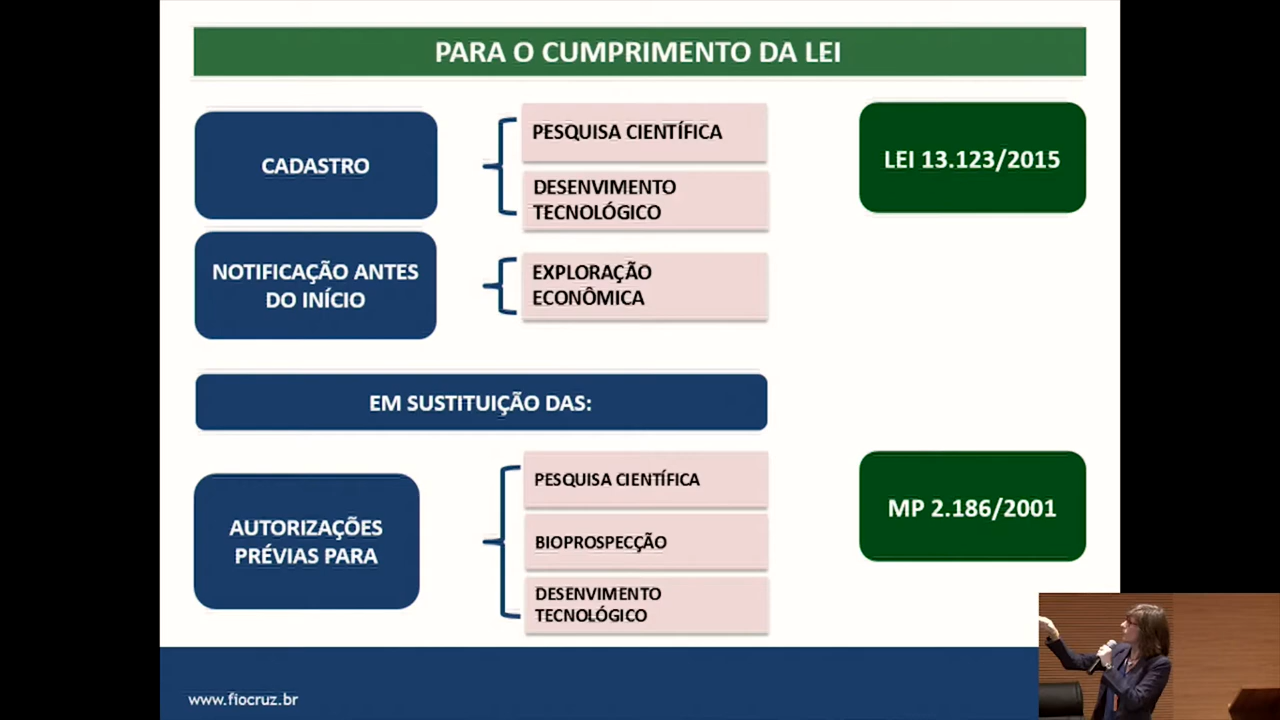 PARA O CUMPRIMENTO DA LEI
CADASTRO
PESQUISA CIENTÍFICA
DESENVIMENTO
TECNOLÓGICO
LEI 13.123/2015
NOTIFICAÇÃO ANTES
DO INÍCIO
EXPLORAÇÃO
ECONÔMICA
EM SUSTITUIÇÃO DAS:
AUTORIZAÇÕES
PRÉVIAS PARA
PESQUISA CIENTÍFICA
BIOPROSPECÇÃO
DESENVIMENTO
TECNOLÓGICO
MP 2.186/2001
www.fiocruz.br